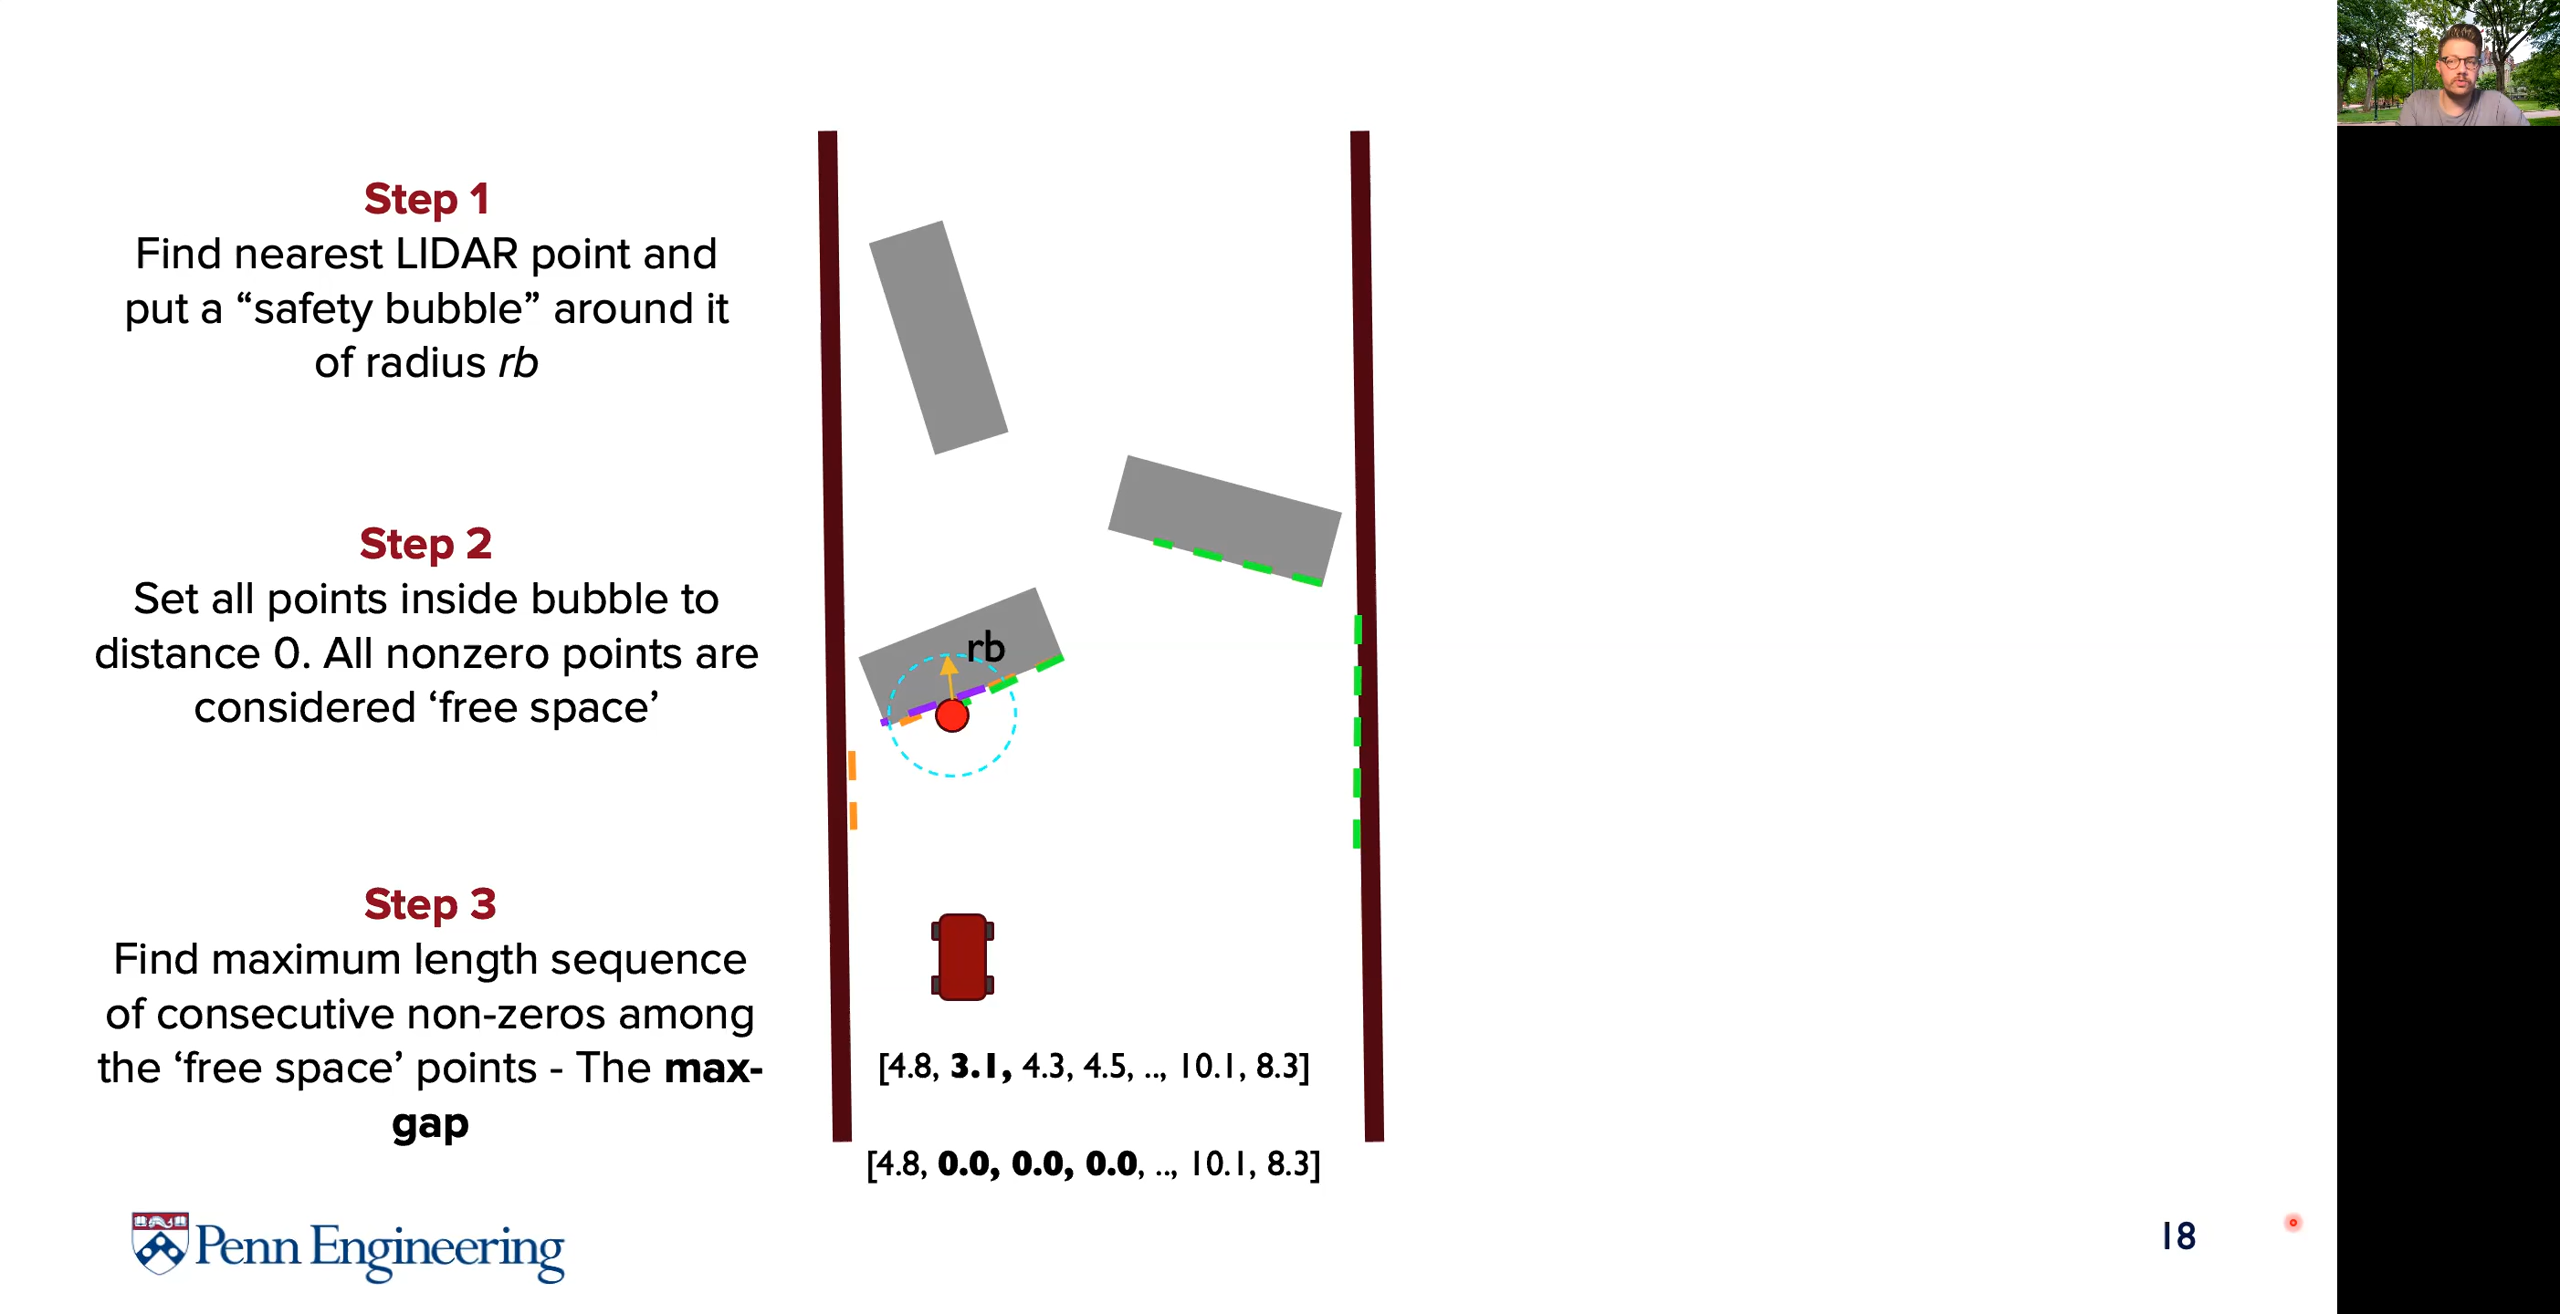 Step 1
Find nearest LIDAR point and
put a “safety bubble” around it
of radius rb
Step 2
Set all points inside bubble to
distance 0. All nonzero points are
considered ‘free space’
Step 3
Find maximum length sequence
of consecutive non-zeros among
the ‘free space’ points - The max-
gap
rb
[4.8, 3.1, 4.3, 4.5, .., 10.1, 8.3]
[4.8, 0.0, 0.0, 0.0, .., 10.1, 8.3]
Penn Engineering
18